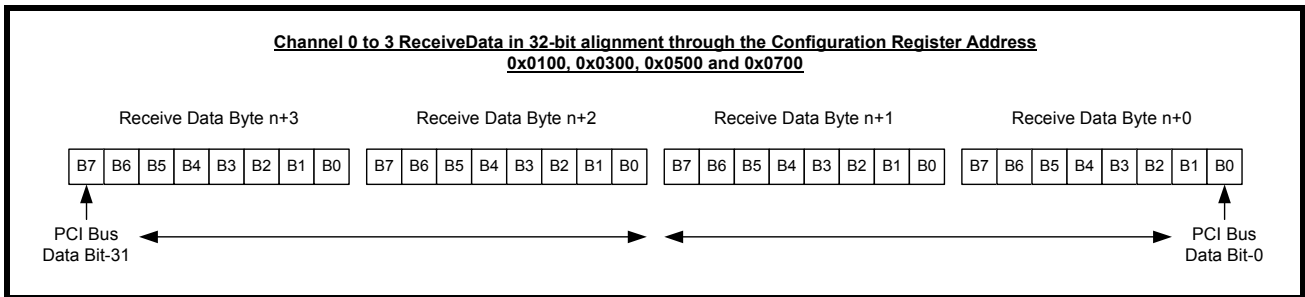 Channel 0 to 3 ReceiveData in 32-bit alignment through the Configuration Register Address
0x0100, 0x0300, 0x0500 and 0x0700
Receive Data Byte n+3 Receive Data Byte n+2 Receive Data Byte n+1 Receive Data Byte n+0
B7 B6 B5 B4 B3 B2 B1 B0 B7 B6 B5 B4 B3 B2 B1 B0 B7 B6 B5 B4 B3 B2 B1 B0 B7 B6 B5 B4 B3 B2 B1 B0
PCI Bus PCI Bus
Data Bit-31 Data Bit-0